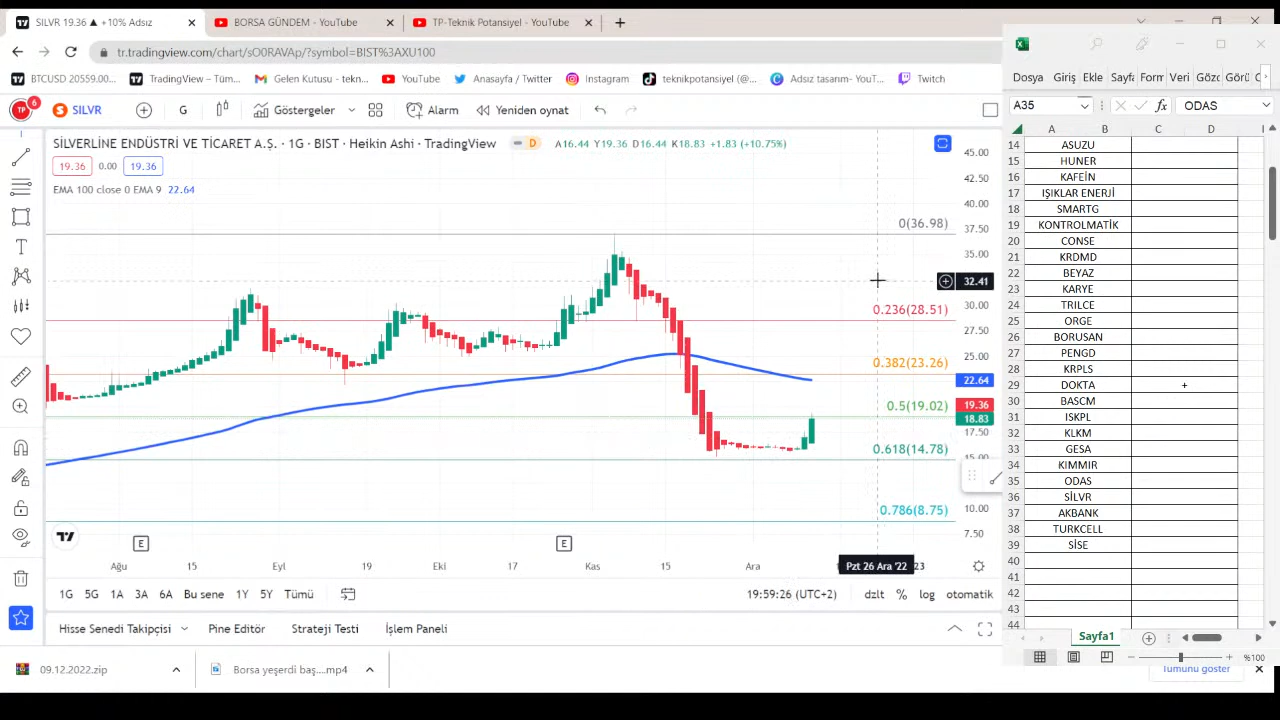 SILVR 19.36 ▲ +10% Adsız
BORSA GÜNDEM - YouTube
TP-Teknik Potansiyel - YouTube
tr.tradingview.com/chart/sO0RAVAp/?symbol=BIST%3AXU100
BTCUSD 20559.00...
TradingView – Tüm...
Gelen Kutusu - tekn...
YouTube
Anasayfa / Twitter
Instagram
teknikpotansiyel (@...
Adsız tasarım- YouT...
Twitch
TP
6
S
SILVR
G
Göstergeler
Alarm
Yeniden oynat
SİLVERLİNE ENDÜSTRİ VE TİCARET A.Ş. · 1G · BIST · Heikin Ashi · TradingView
D
A16.44 Y19.36 D16.44 K18.83 +1.83 (+10.75%)
19.36 0.00 19.36
EMA 100 close 0 EMA 9 22.64
0(36.98)
0.236(28.51)
0.382(23.26)
0.5(19.02)
0.618(14.78)
0.786(8.75)
45.00
42.50
40.00
37.50
35.00
32.41
30.00
27.50
25.00
22.64
19.36
18.83
17.50
15.00
10.00
7.50
E
E
Ağu 15 Eyl 19 Eki 17 Kas 15 Ara
Pzt 26 Ara '22
23
1G 5G 1A 3A 6A Bu sene 1Y 5Y Tümü
19:59:26 (UTC+2)
dzlt % log otomatik
Hisse Senedi Takipçisi
Pine Editör
Strateji Testi
İşlem Paneli
09.12.2022.zip
Borsa yeşerdi baş....mp4
Tümünü göster
Dosya Giriş Ekle Sayfa Form Veri Gözc Görü
A35
fx
ODAS
A B C D
14 ASUZU
15 HUNER
16 KAFEİN
17 IŞIKLAR ENERJİ
18 SMARTG
19 KONTROLMATİK
20 CONSE
21 KRDMD
22 BEYAZ
23 KARYE
24 TRILCE
25 ORGE
26 BORUSAN
27 PENGD
28 KRPLS
29 DOKTA +
30 BASCM
31 ISKPL
32 KLKM
33 GESA
34 KIMMIR
35 ODAS
36 SİLVR
37 AKBANK
38 TURKCELL
39 SİSE
40
41
42
43
44
Sayfa1
%100